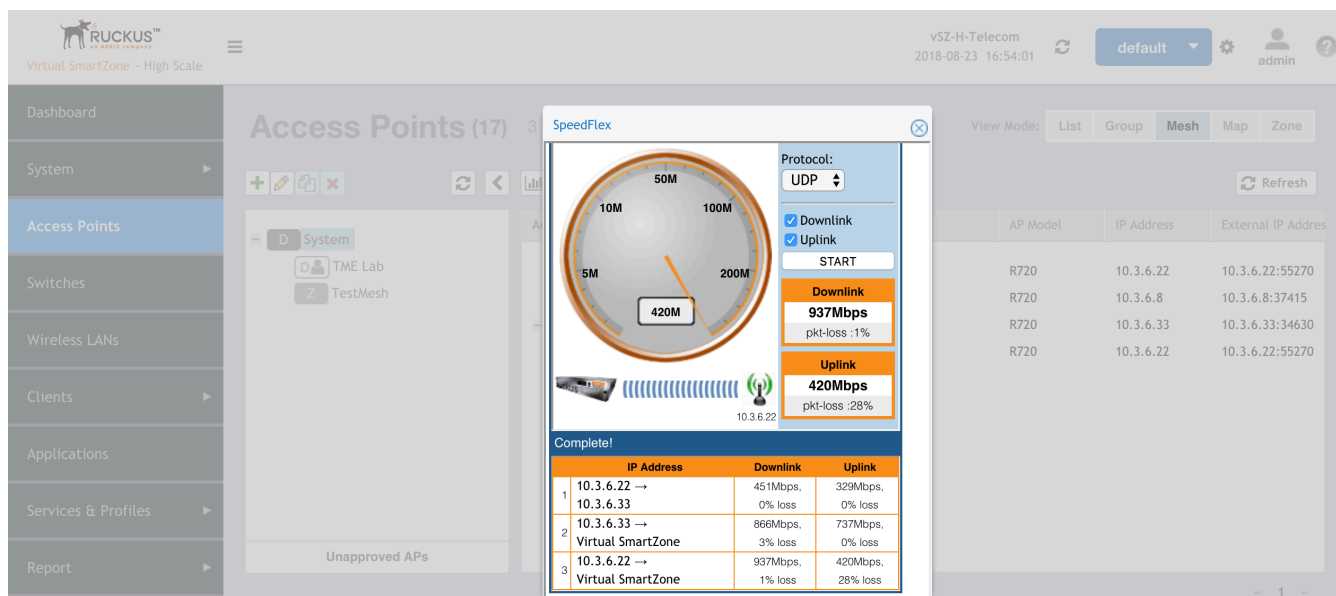 RUCKUS™
an ARRIS company
Virtual SmartZone - High Scale
vSZ-H-Telecom
2018-08-23 16:54:01
default
admin
?
Dashboard
System
Access Points
Switches
Wireless LANs
Clients
Applications
Services & Profiles
Report
Access Points (17) 3
View Mode: List Group Mesh Map Zone
Refresh
D System
D TME Lab
Z TestMesh
Unapproved APs
AP Model IP Address External IP Addres
R720 10.3.6.22 10.3.6.22:55270
R720 10.3.6.8 10.3.6.8:37415
R720 10.3.6.33 10.3.6.33:34630
R720 10.3.6.22 10.3.6.22:55270
« 1 »
SpeedFlex
50M
10M 100M
5M 200M
420M
10.3.6.22
Protocol:
UDP
Downlink
Uplink
START
Downlink
937Mbps
pkt-loss :1%
Uplink
420Mbps
pkt-loss :28%
Complete!
IP Address Downlink Uplink
1 10.3.6.22 → 451Mbps, 329Mbps,
10.3.6.33 0% loss 0% loss
2 10.3.6.33 → 866Mbps, 737Mbps,
Virtual SmartZone 3% loss 0% loss
3 10.3.6.22 → 937Mbps, 420Mbps,
Virtual SmartZone 1% loss 28% loss